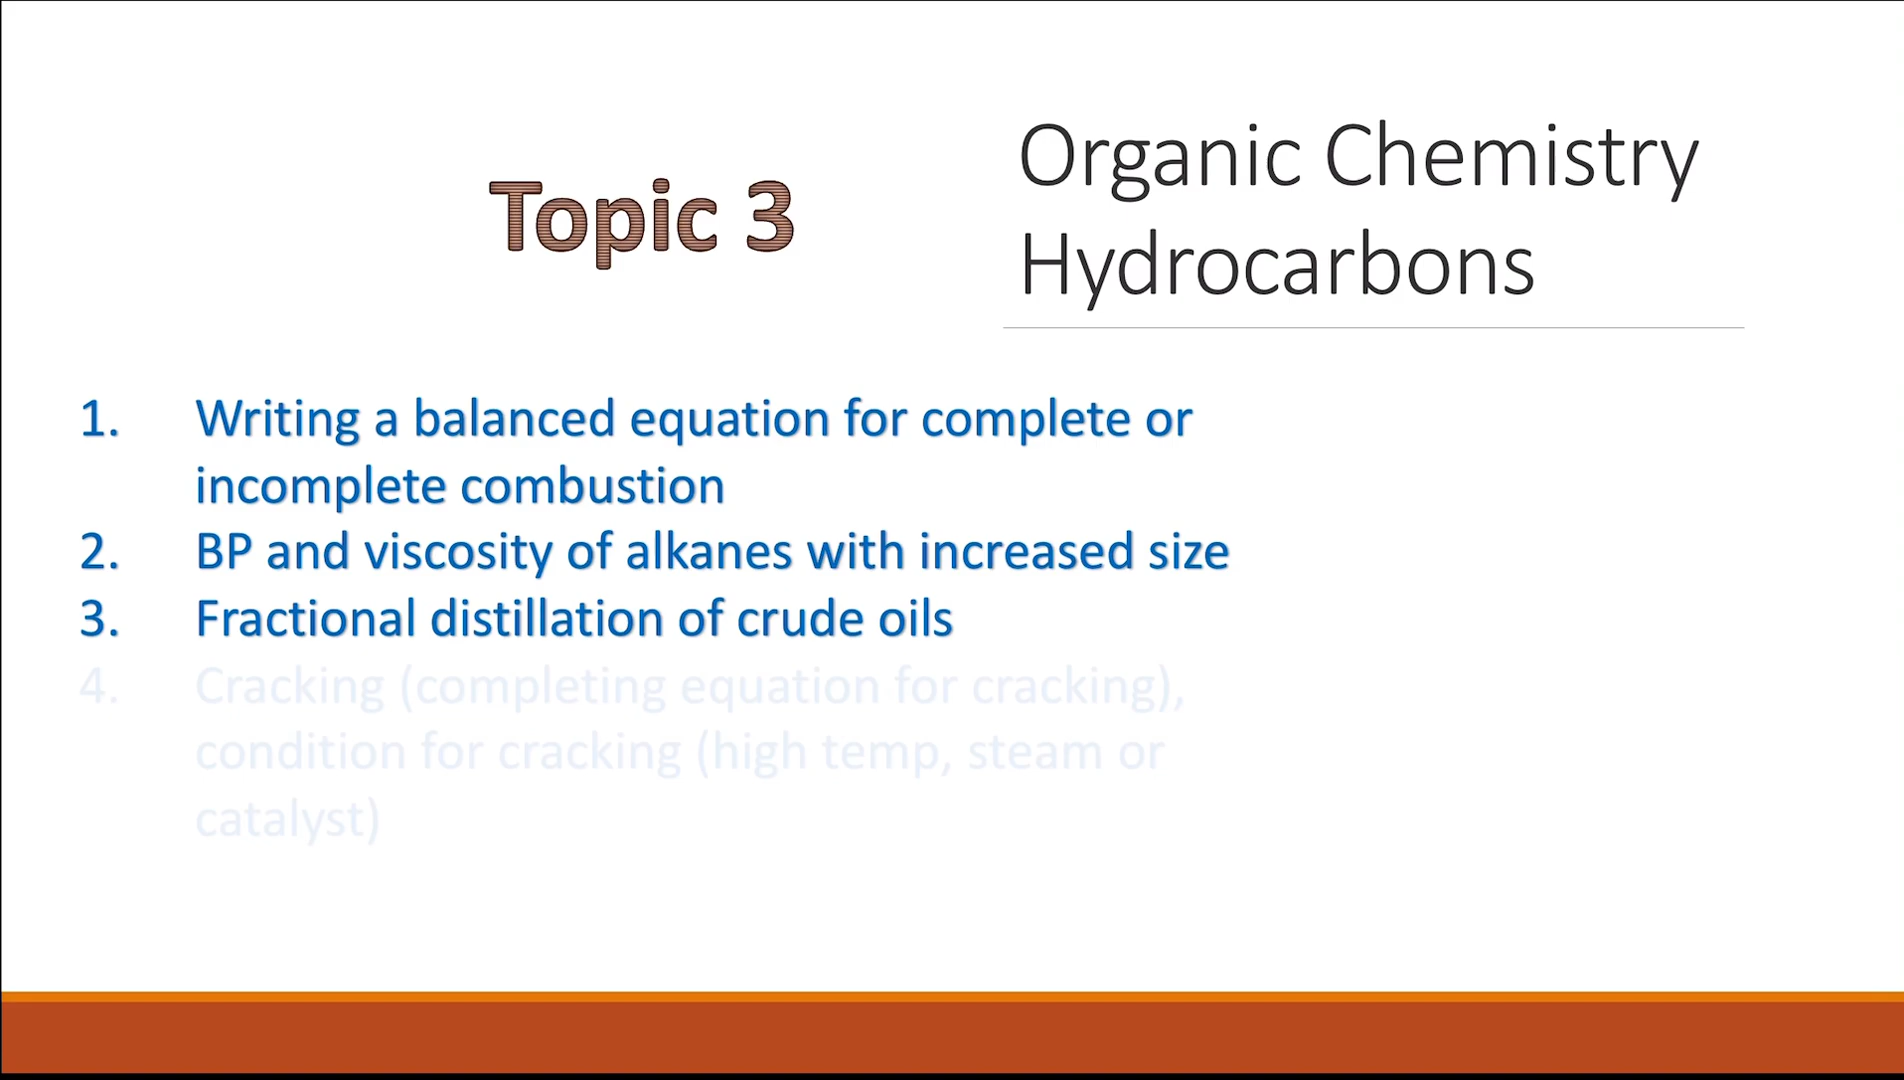 Topic 3
Organic Chemistry
Hydrocarbons
1. Writing a balanced equation for complete or
incomplete combustion
2. BP and viscosity of alkanes with increased size
3. Fractional distillation of crude oils
4. Cracking (completing equation for cracking),
condition for cracking (high temp, steam or
catalyst)